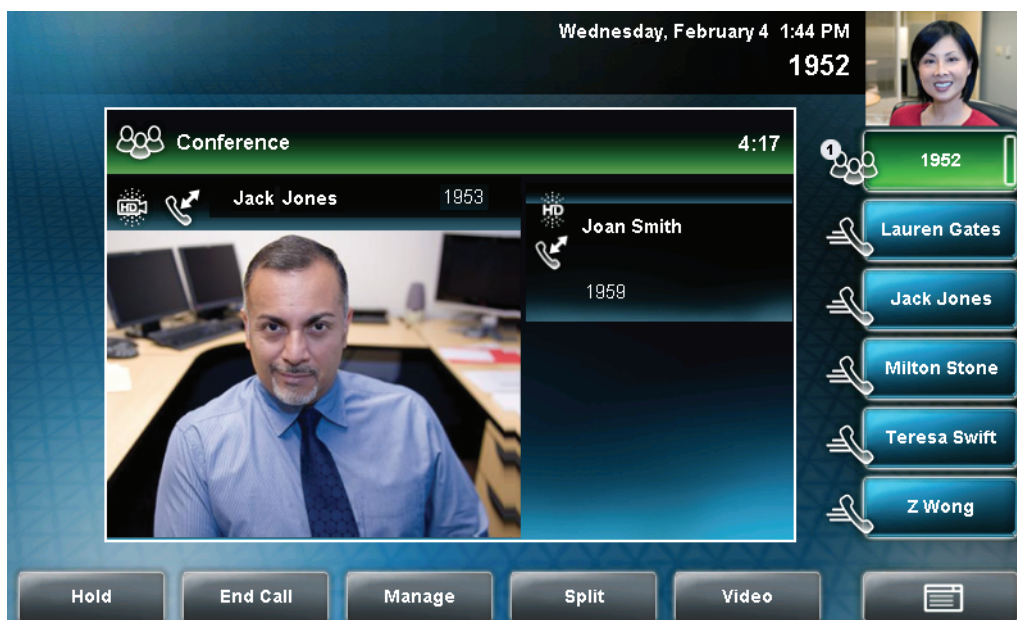 Wednesday, February 4 1:44 PM
1952
Conference 4:17
HD Jack Jones 1953
HD
Joan Smith
1959
1 1952
Lauren Gates
Jack Jones
Milton Stone
Teresa Swift
Z Wong
Hold End Call Manage Split Video